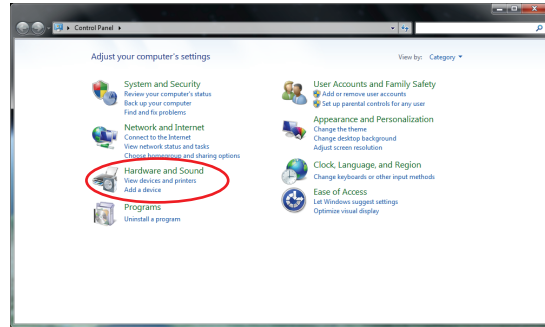 Control Panel
Adjust your computer's settings
View by: Category
System and Security
Review your computer's status
Back up your computer
Find and fix problems
Network and Internet
Connect to the Internet
View network status and tasks
Choose homegroup and sharing options
Hardware and Sound
View devices and printers
Add a device
Programs
Uninstall a program
User Accounts and Family Safety
Add or remove user accounts
Set up parental controls for any user
Appearance and Personalization
Change the theme
Change desktop background
Adjust screen resolution
Clock, Language, and Region
Change keyboards or other input methods
Ease of Access
Let Windows suggest settings
Optimize visual display